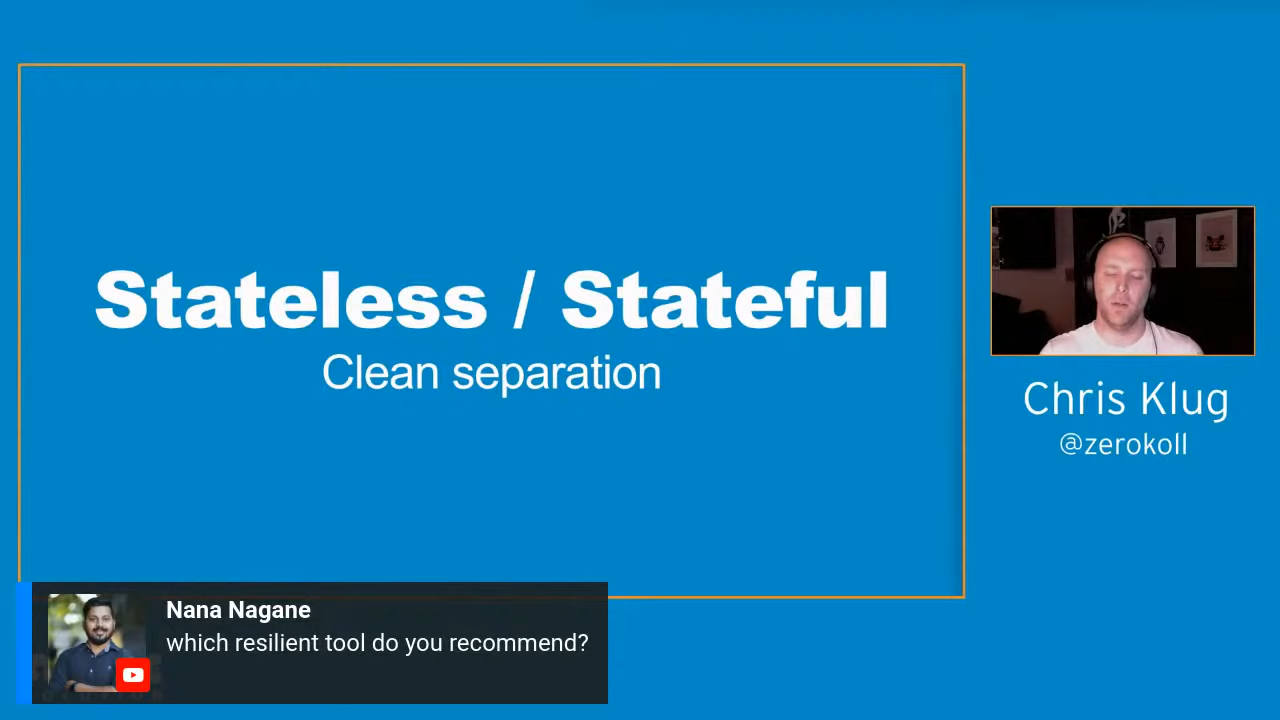 Stateless / Stateful
Clean separation
Chris Klug
@zerokoll
Nana Nagane
which resilient tool do you recommend?